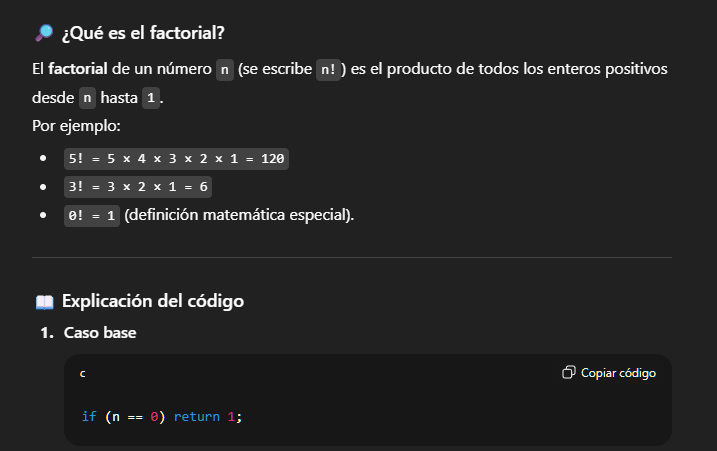 🔎 ¿Qué es el factorial?
El factorial de un número n (se escribe n!) es el producto de todos los enteros positivos
desde n hasta 1.
Por ejemplo:
• 5! = 5 × 4 × 3 × 2 × 1 = 120
• 3! = 3 × 2 × 1 = 6
• 0! = 1 (definición matemática especial).
📖 Explicación del código
1. Caso base
c Copiar código
if (n == 0) return 1;